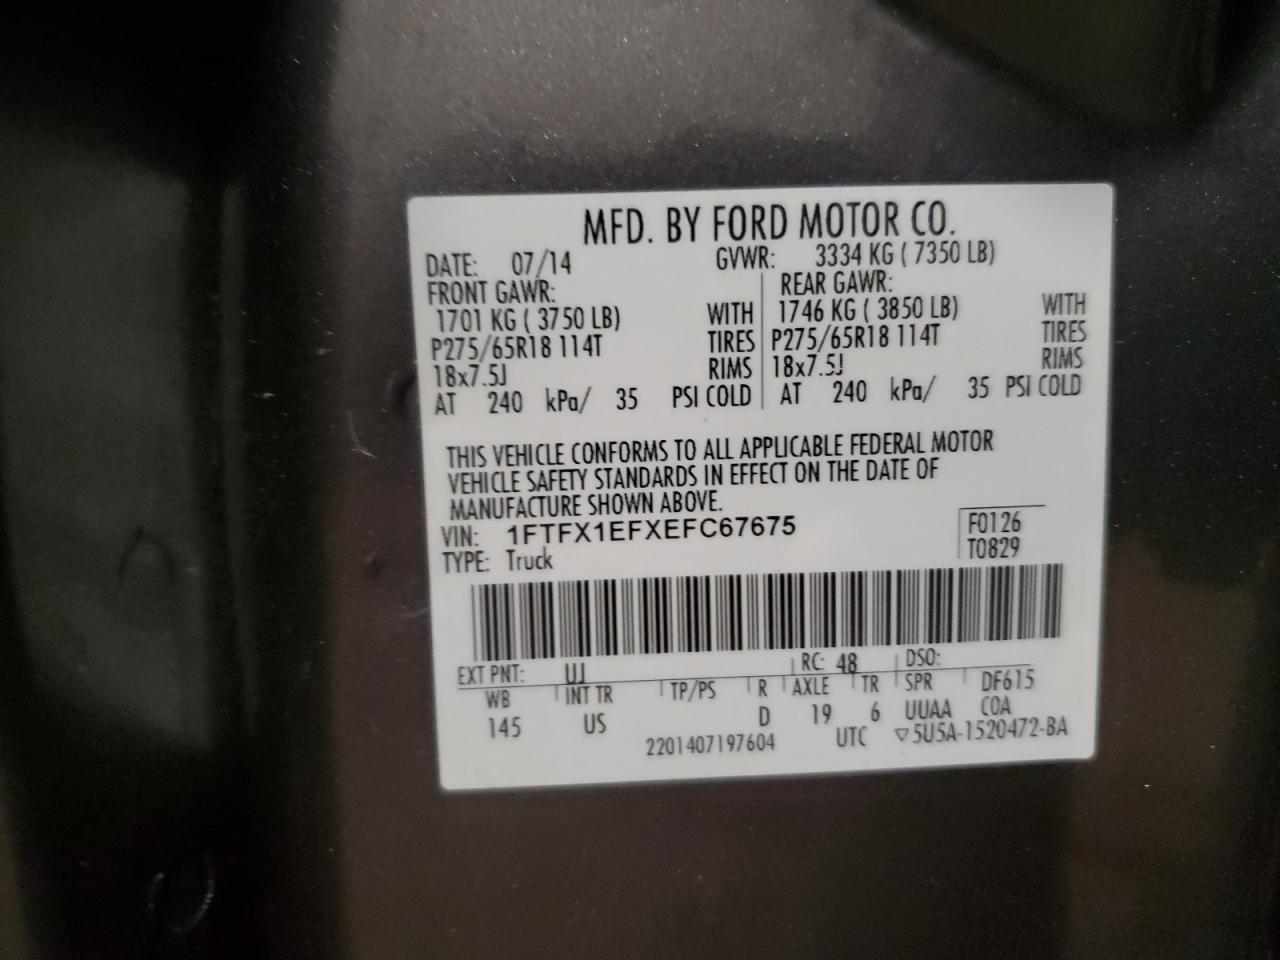 MFD. BY FORD MOTOR CO.
DATE: 07/14 GVWR: 3334 KG ( 7350 LB)
FRONT GAWR: REAR GAWR:
1701 KG ( 3750 LB) WITH 1746 KG ( 3850 LB) WITH
P275/65R18 114T TIRES P275/65R18 114T TIRES
18x7.5J RIMS 18x7.5J RIMS
AT 240 kPa/ 35 PSI COLD AT 240 kPa/ 35 PSI COLD
THIS VEHICLE CONFORMS TO ALL APPLICABLE FEDERAL MOTOR
VEHICLE SAFETY STANDARDS IN EFFECT ON THE DATE OF
MANUFACTURE SHOWN ABOVE.
VIN: 1FTFX1EFXEFC67675 F0126
TYPE: Truck T0829
EXT PNT: UJ RC: 48 DSO:
WB INT TR TP/PS R AXLE TR SPR DF615
145 US D 19 6 UUAA COA
2201407197604 UTC ▽5U5A-1520472-BA